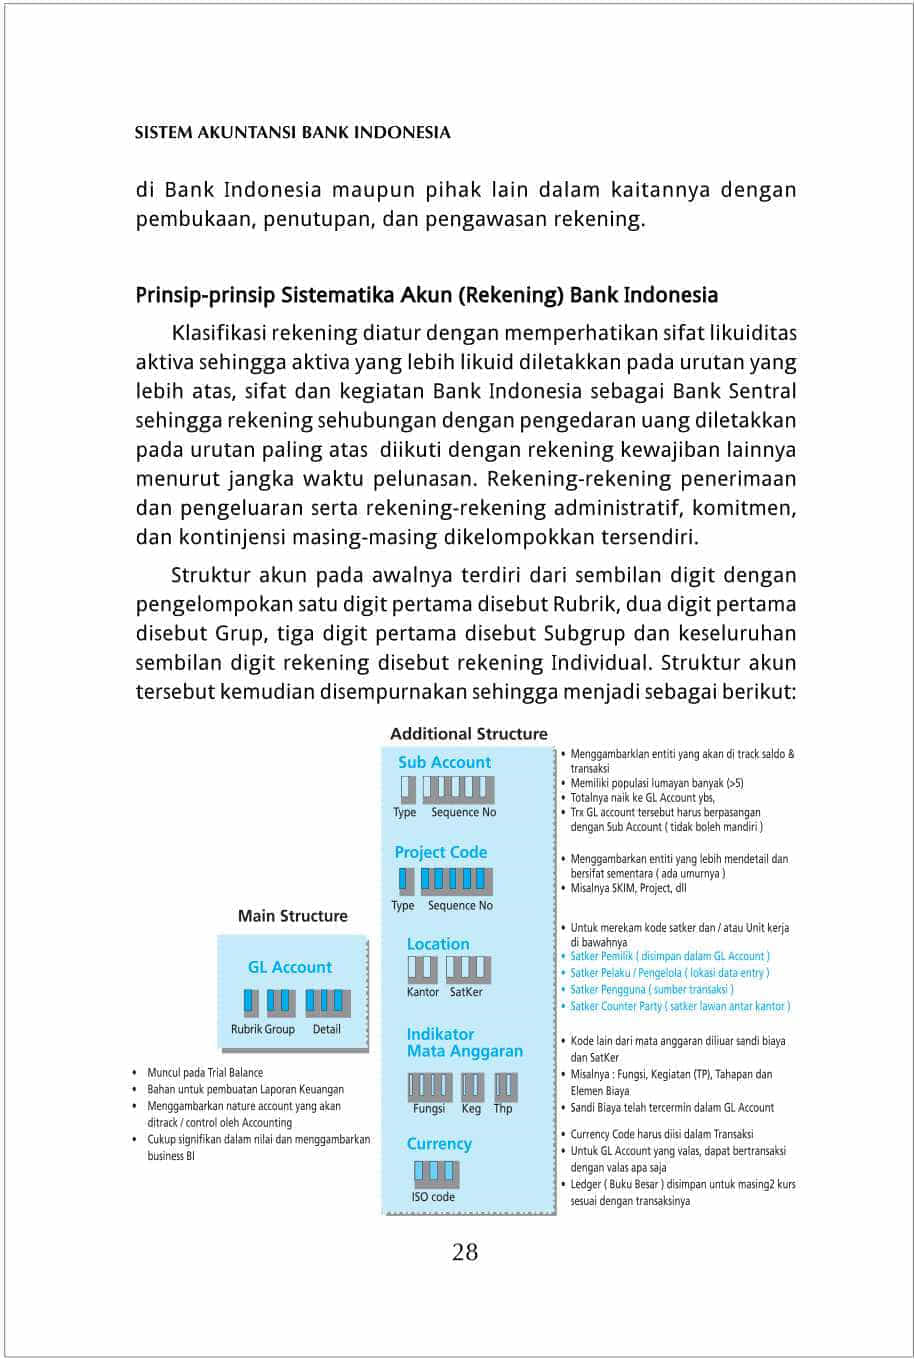 SISTEM AKUNTANSI BANK INDONESIA
di Bank Indonesia maupun pihak lain dalam kaitannya dengan
pembukaan, penutupan, dan pengawasan rekening.
Prinsip-prinsip Sistematika Akun (Rekening) Bank Indonesia
Klasifikasi rekening diatur dengan memperhatikan sifat likuiditas
aktiva sehingga aktiva yang lebih likuid diletakkan pada urutan yang
lebih atas, sifat dan kegiatan Bank Indonesia sebagai Bank Sentral
sehingga rekening sehubungan dengan pengedaran uang diletakkan
pada urutan paling atas diikuti dengan rekening kewajiban lainnya
menurut jangka waktu pelunasan. Rekening-rekening penerimaan
dan pengeluaran serta rekening-rekening administratif, komitmen,
dan kontinjensi masing-masing dikelompokkan tersendiri.
Struktur akun pada awalnya terdiri dari sembilan digit dengan
pengelompokan satu digit pertama disebut Rubrik, dua digit pertama
disebut Grup, tiga digit pertama disebut Subgrup dan keseluruhan
sembilan digit rekening disebut rekening Individual. Struktur akun
tersebut kemudian disempurnakan sehingga menjadi sebagai berikut:
Main Structure
GL Account
Rubrik Group Detail
• Muncul pada Trial Balance
• Bahan untuk pembuatan Laporan Keuangan
• Menggambarkan nature account yang akan
ditrack / control oleh Accounting
• Cukup signifikan dalam nilai dan menggambarkan
business BI
Additional Structure
Sub Account
Type Sequence No
• Menggambarklan entiti yang akan di track saldo &
transaksi
• Memiliki populasi lumayan banyak (>5)
• Totalnya naik ke GL Account ybs,
• Trx GL account tersebut harus berpasangan
dengan Sub Account ( tidak boleh mandiri )
Project Code
Type Sequence No
• Menggambarkan entiti yang lebih mendetail dan
bersifat sementara ( ada umurnya )
• Misalnya SKIM, Project, dll
Location
Kantor SatKer
• Untuk merekam kode satker dan / atau Unit kerja
di bawahnya
• Satker Pemilik ( disimpan dalam GL Account )
• Satker Pelaku / Pengelola ( lokasi data entry )
• Satker Pengguna ( sumber transaksi )
• Satker Counter Party ( satker lawan antar kantor )
Indikator
Mata Anggaran
Fungsi Keg Thp
• Kode lain dari mata anggaran diliuar sandi biaya
dan SatKer
• Misalnya : Fungsi, Kegiatan (TP), Tahapan dan
Elemen Biaya
• Sandi Biaya telah tercermin dalam GL Account
Currency
ISO code
• Currency Code harus diisi dalam Transaksi
• Untuk GL Account yang valas, dapat bertransaksi
dengan valas apa saja
• Ledger ( Buku Besar ) disimpan untuk masing2 kurs
sesuai dengan transaksinya
28